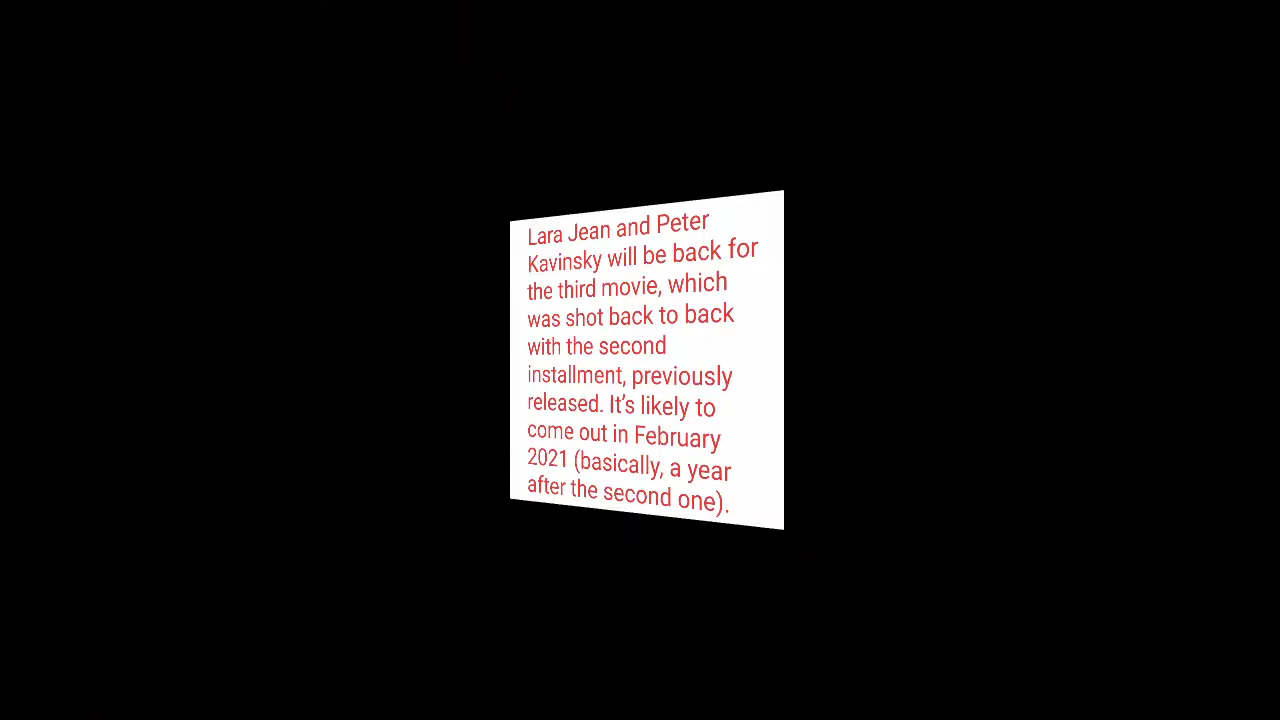 Lara Jean and Peter
Kavinsky will be back for
the third movie, which
was shot back to back
with the second
installment, previously
released. It’s likely to
come out in February
2021 (basically, a year
after the second one).